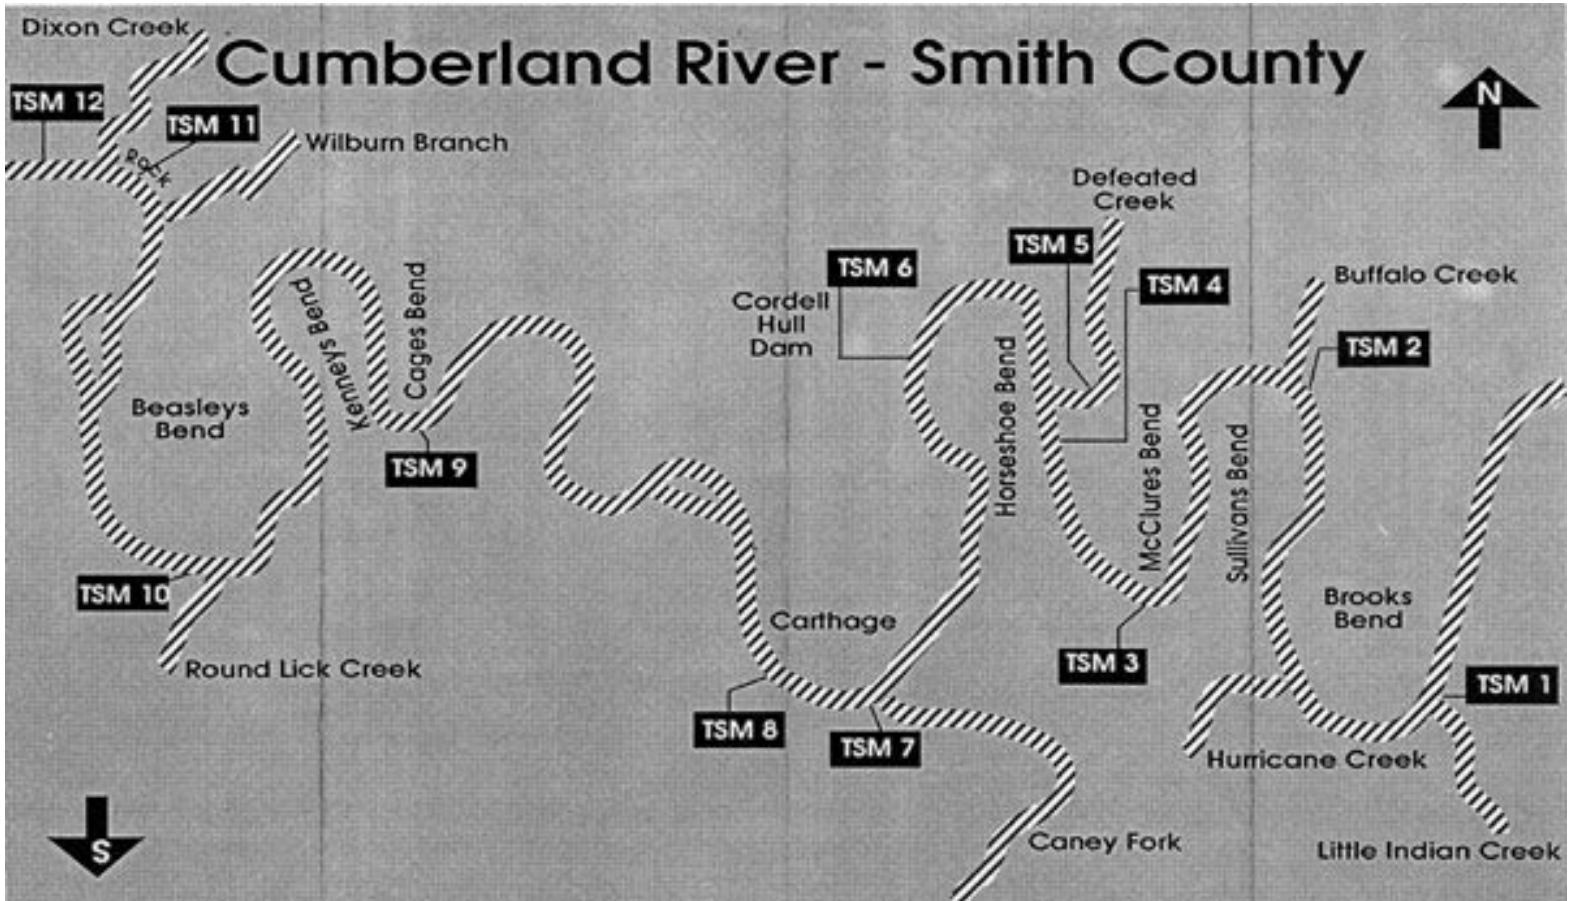 Dixon Creek
Cumberland River - Smith County
TSM 12
TSM 11
N
Rock
Wilburn Branch
Defeated
Creek
TSM 5
TSM 6
TSM 4
Buffalo Creek
Cordell
Hull
Dam
TSM 2
Kenneys Bend
Cages Bend
Horseshoe Bend
Beasleys
Bend
McClures Bend
Sullivans Bend
TSM 9
TSM 10
Brooks
Bend
Carthage
Round Lick Creek
TSM 3
TSM 1
TSM 8
TSM 7
Hurricane Creek
S
Caney Fork
Little Indian Creek